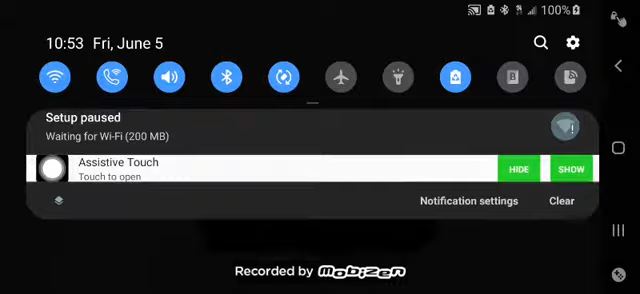 100%
10:53 Fri, June 5
Setup paused
Waiting for Wi-Fi (200 MB)
Assistive Touch
Touch to open
HIDE
SHOW
Notification settings
Clear
Recorded by Mobizen